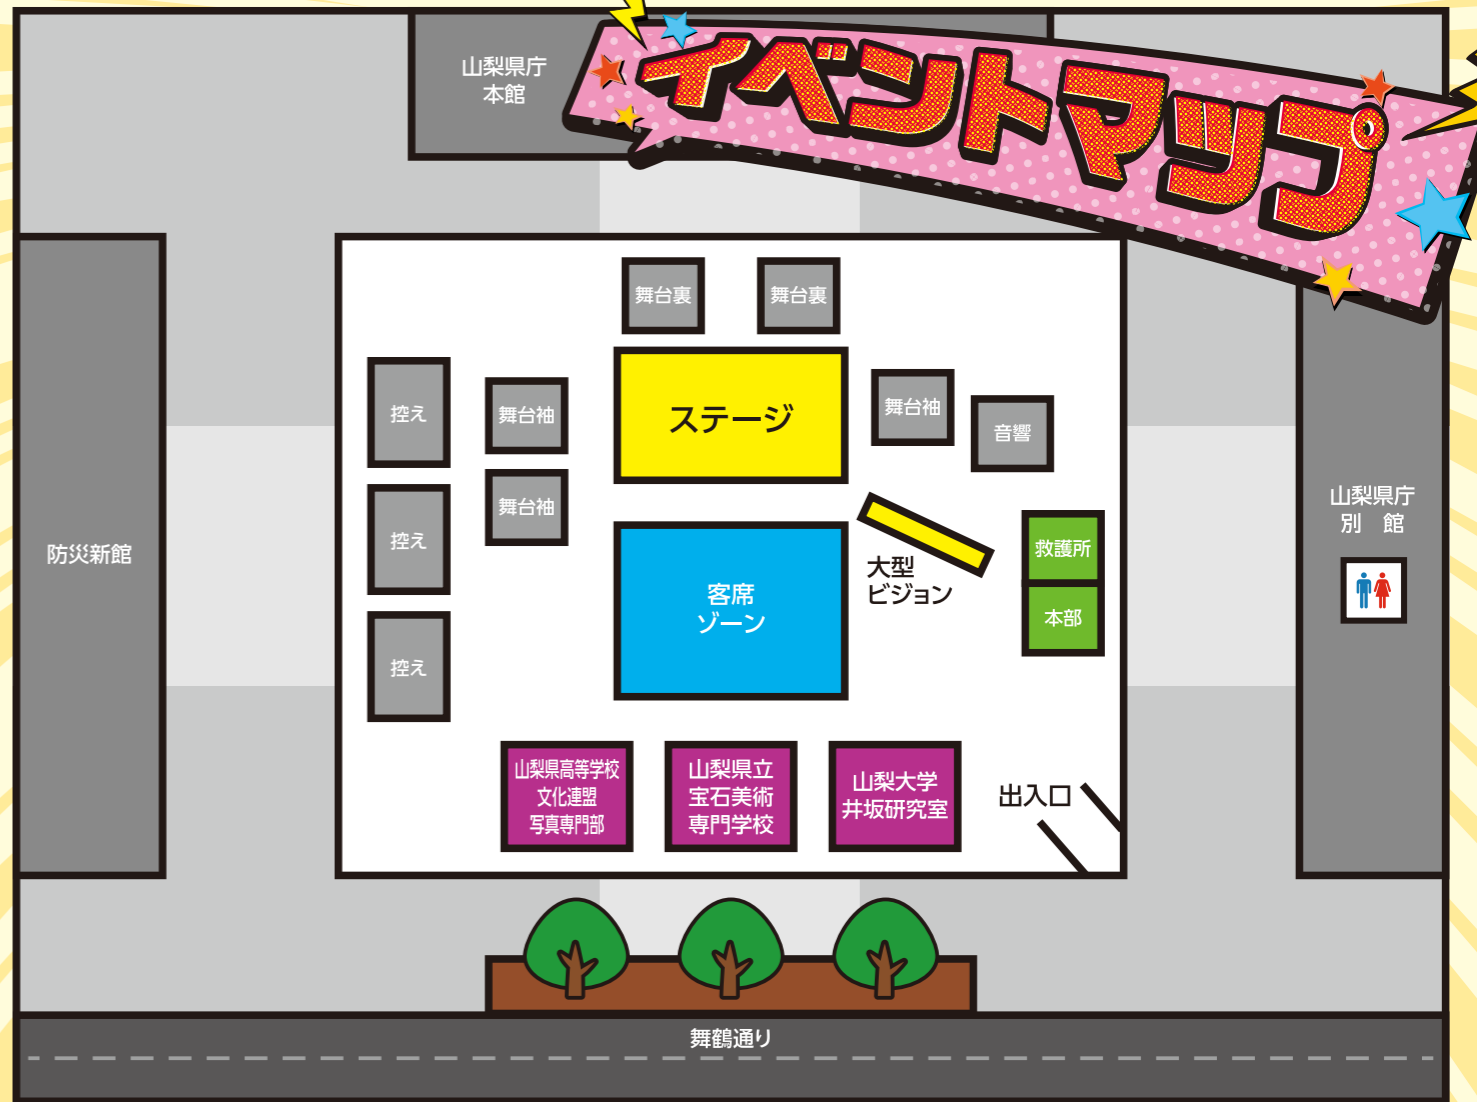 山梨県庁
本館
イベントマップ
舞台裏
舞台裏
控え
舞台袖
ステージ
舞台袖
音響
舞台袖
控え
控え
防災新館
客席
ゾーン
大型
ビジョン
救護所
本部
山梨県庁
別　館
山梨県高等学校
文化連盟
写真専門部
山梨県立
宝石美術
専門学校
山梨大学
井坂研究室
出入口
舞鶴通り